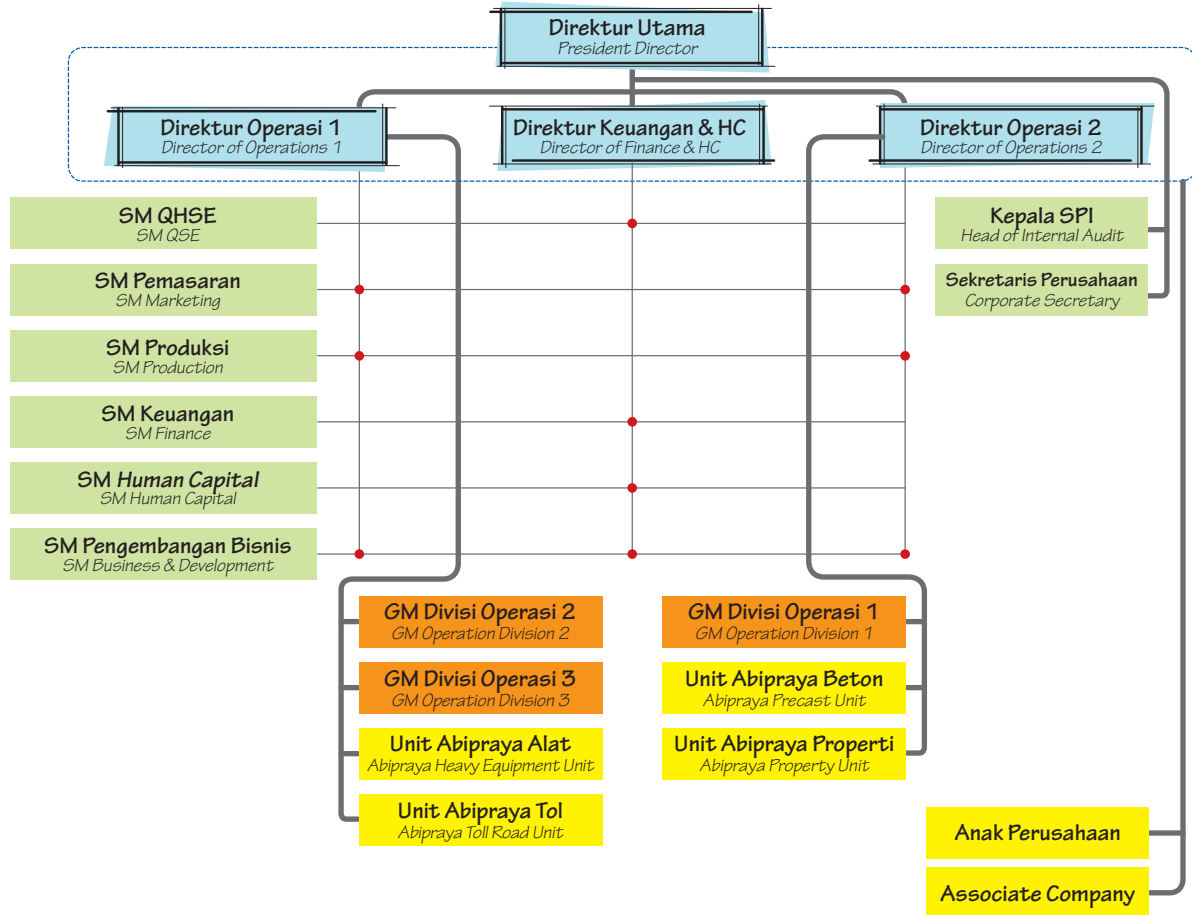 Direktur Utama
President Director
Direktur Operasi 1
Director of Operations 1
Direktur Keuangan & HC
Director of Finance & HC
Direktur Operasi 2
Director of Operations 2
SM QHSE
SM QSE
Kepala SPI
Head of Internal Audit
SM Pemasaran
SM Marketing
Sekretaris Perusahaan
Corporate Secretary
SM Produksi
SM Production
SM Keuangan
SM Finance
SM Human Capital
SM Human Capital
SM Pengembangan Bisnis
SM Business & Development
GM Divisi Operasi 2
GM Operation Division 2
GM Divisi Operasi 1
GM Operation Division 1
GM Divisi Operasi 3
GM Operation Division 3
Unit Abipraya Beton
Abipraya Precast Unit
Unit Abipraya Alat
Abipraya Heavy Equipment Unit
Unit Abipraya Properti
Abipraya Property Unit
Unit Abipraya Tol
Abipraya Toll Road Unit
Anak Perusahaan
Associate Company